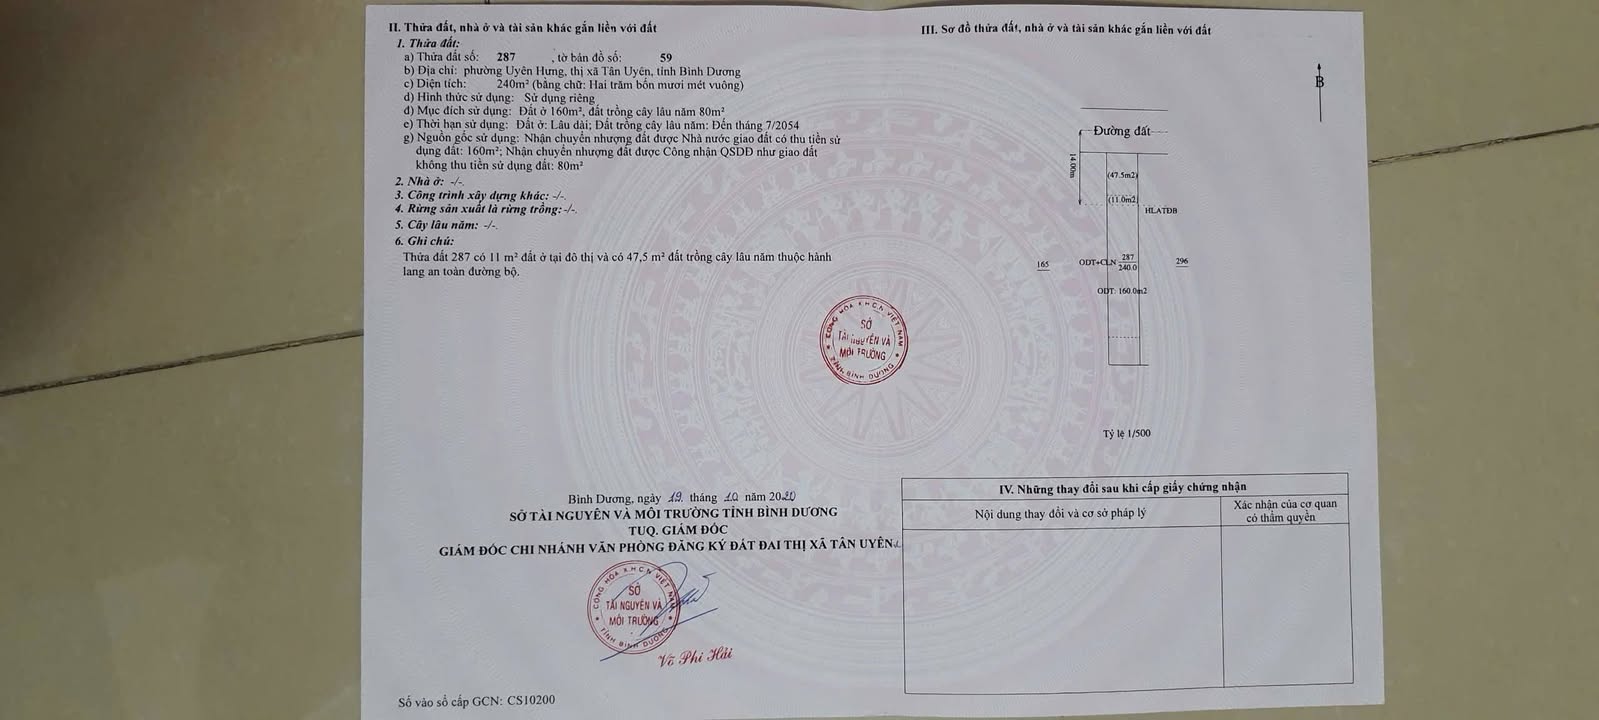 II. Thửa đất, nhà ở và tài sản khác gắn liền với đất
1. Thửa đất:
a) Thửa đất số: 287 , tờ bản đồ số: 59
b) Địa chỉ: phường Uyên Hưng, thị xã Tân Uyên, tỉnh Bình Dương
c) Diện tích: 240m² (bằng chữ: Hai trăm bốn mươi mét vuông)
d) Hình thức sử dụng: Sử dụng riêng
đ) Mục đích sử dụng: Đất ở 160m², đất trồng cây lâu năm 80m²
e) Thời hạn sử dụng: Đất ở: Lâu dài; Đất trồng cây lâu năm: Đến tháng 7/2054
g) Nguồn gốc sử dụng: Nhận chuyển nhượng đất được Nhà nước giao đất có thu tiền sử
dụng đất: 160m²; Nhận chuyển nhượng đất được Công nhận QSDĐ như giao đất
không thu tiền sử dụng đất: 80m²
2. Nhà ở: -/-.
3. Công trình xây dựng khác: -/-.
4. Rừng sản xuất là rừng trồng: -/-.
5. Cây lâu năm: -/-.
6. Ghi chú:
Thửa đất 287 có 11 m² đất ở tại đô thị và có 47,5 m² đất trồng cây lâu năm thuộc hành
lang an toàn đường bộ.
CỘNG HÒA X.H.C.N VIỆT NAM
SỞ
TÀI NGUYÊN VÀ
MÔI TRƯỜNG
TỈNH BÌNH DƯƠNG
Bình Dương, ngày 19. tháng 10 năm 2020
SỞ TÀI NGUYÊN VÀ MÔI TRƯỜNG TỈNH BÌNH DƯƠNG
TUQ. GIÁM ĐỐC
GIÁM ĐỐC CHI NHÁNH VĂN PHÒNG ĐĂNG KÝ ĐẤT ĐAI THỊ XÃ TÂN UYÊN
CỘNG HÒA X.H.C.N VIỆT NAM
SỞ
TÀI NGUYÊN VÀ
MÔI TRƯỜNG
TỈNH BÌNH DƯƠNG
Võ Phi Hải
Số vào sổ cấp GCN: CS10200
III. Sơ đồ thửa đất, nhà ở và tài sản khác gắn liền với đất
B
Đường đất
14.00m
(47.5m2)
(11.0m2)
HLATĐB
165
ODT+CLN 287
240.0
296
ODT: 160.0m2
Tỷ lệ 1/500
IV. Những thay đổi sau khi cấp giấy chứng nhận
Nội dung thay đổi và cơ sở pháp lý
Xác nhận của cơ quan
có thẩm quyền